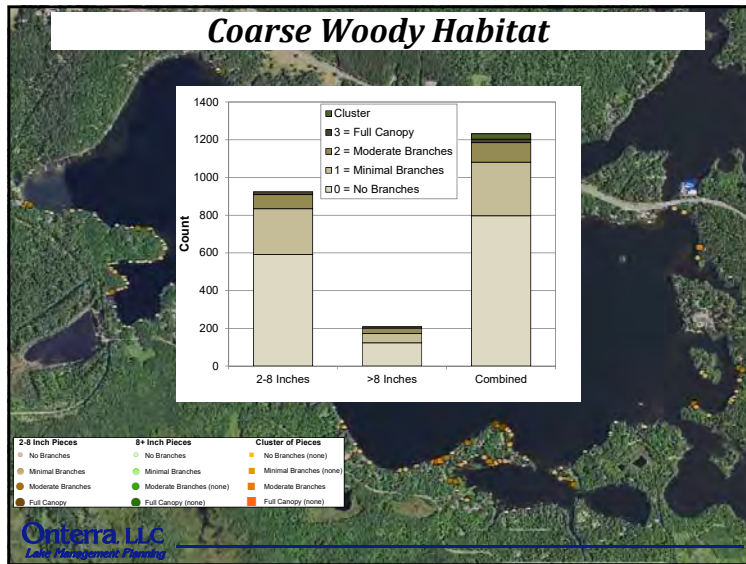 Coarse Woody Habitat
1400
1200
1000
800
600
400
200
0
Count
Cluster
3 = Full Canopy
2 = Moderate Branches
1 = Minimal Branches
0 = No Branches
2-8 Inches >8 Inches Combined
2-8 Inch Pieces 8+ Inch Pieces Cluster of Pieces
No Branches No Branches No Branches (none)
Minimal Branches Minimal Branches Minimal Branches (none)
Moderate Branches Moderate Branches (none) Moderate Branches
Full Canopy Full Canopy (none) Full Canopy (none)
Onterra LLC
Lake Management Planning